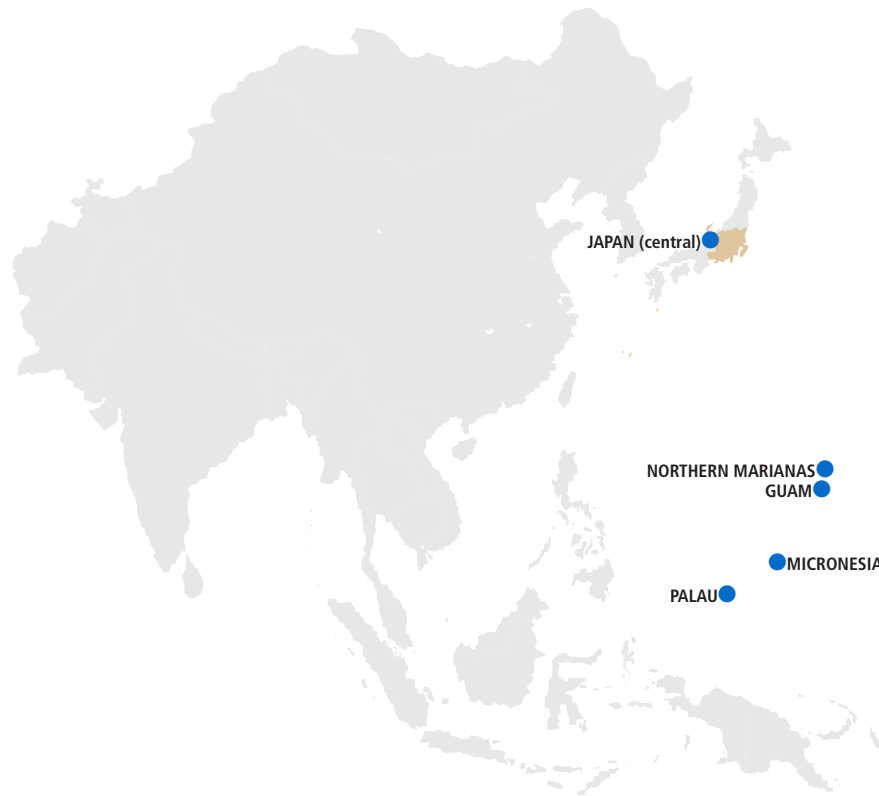 JAPAN (central)
NORTHERN MARIANAS
GUAM
MICRONESIA
PALAU